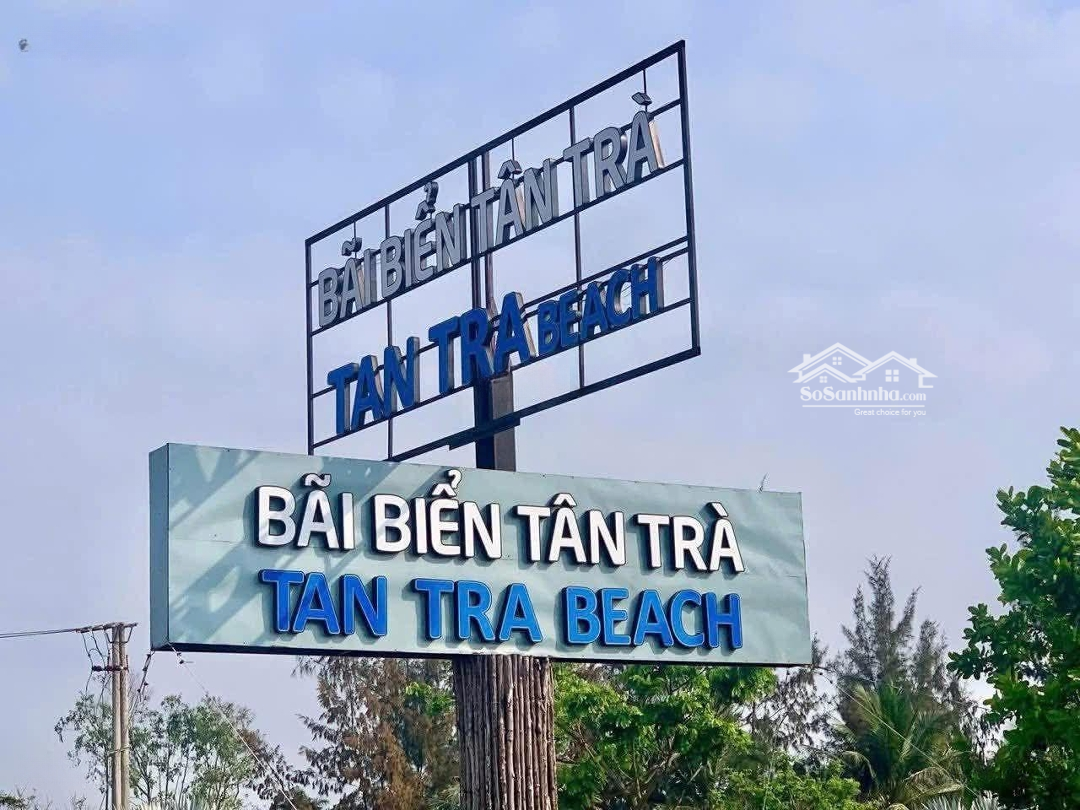 BÃI BIỂN TÂN TRÀ
TAN TRA BEACH
SoSanhnha.com
Great choice for you
BÃI BIỂN TÂN TRÀ
TAN TRA BEACH